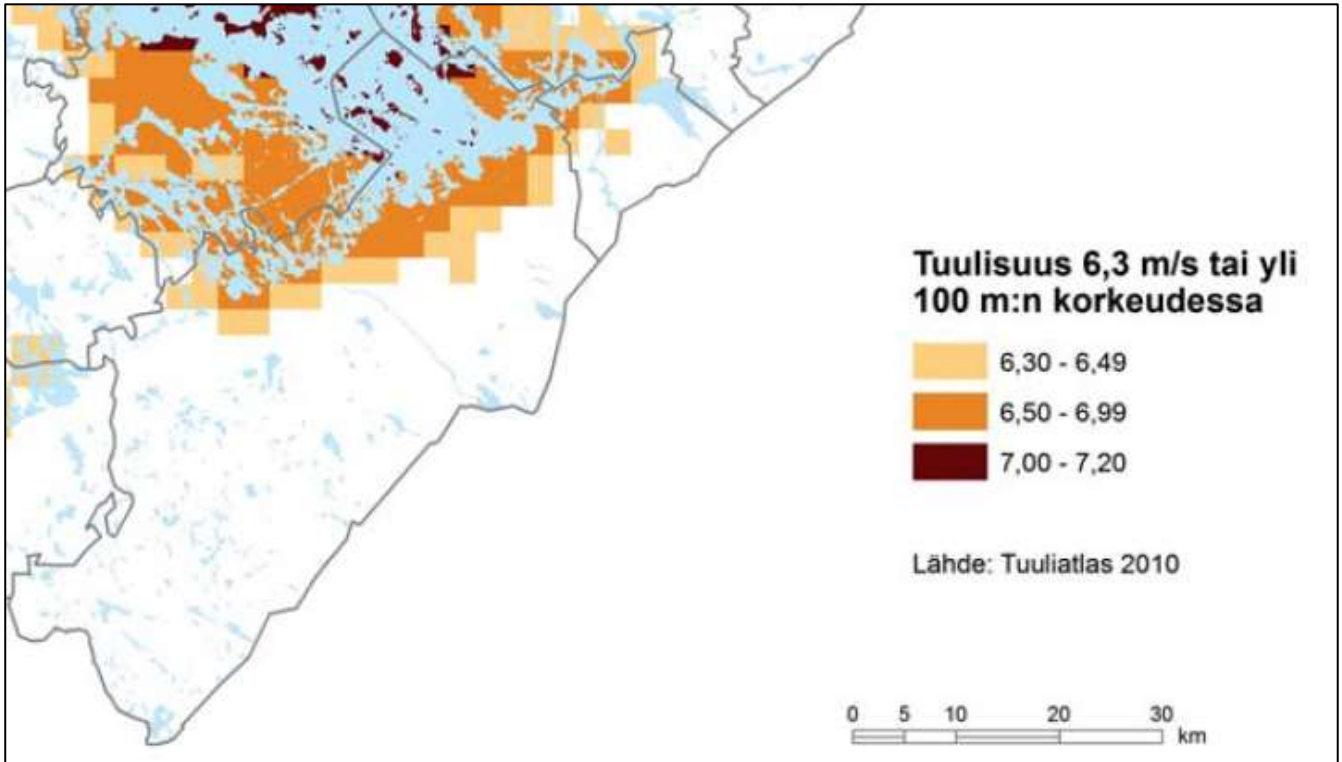 Tuulisuus 6,3 m/s tai yli
100 m:n korkeudessa
6,30 - 6,49
6,50 - 6,99
7,00 - 7,20
Lähde: Tuuliatlas 2010
0 5 10 20 30
km